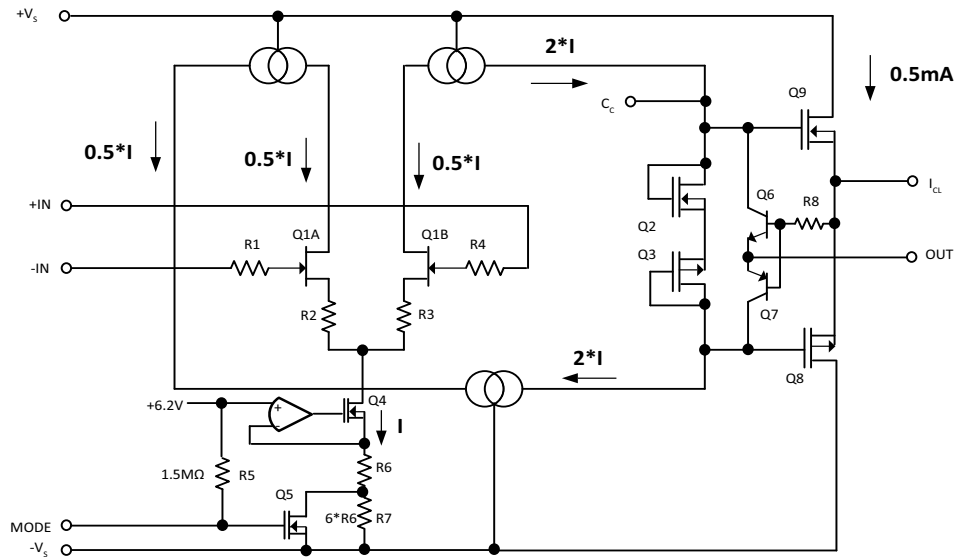 +Vs
2*I
0.5mA
Q9
Cc
0.5*I
0.5*I
0.5*I
+IN
Q6
R8
ICL
Q2
R1
Q1A
Q1B
R4
-IN
Q3
OUT
R2
R3
Q7
2*I
Q8
+6.2V
+
-
Q4
I
1.5MΩ
R5
R6
Q5
6*R6
R7
MODE
-Vs